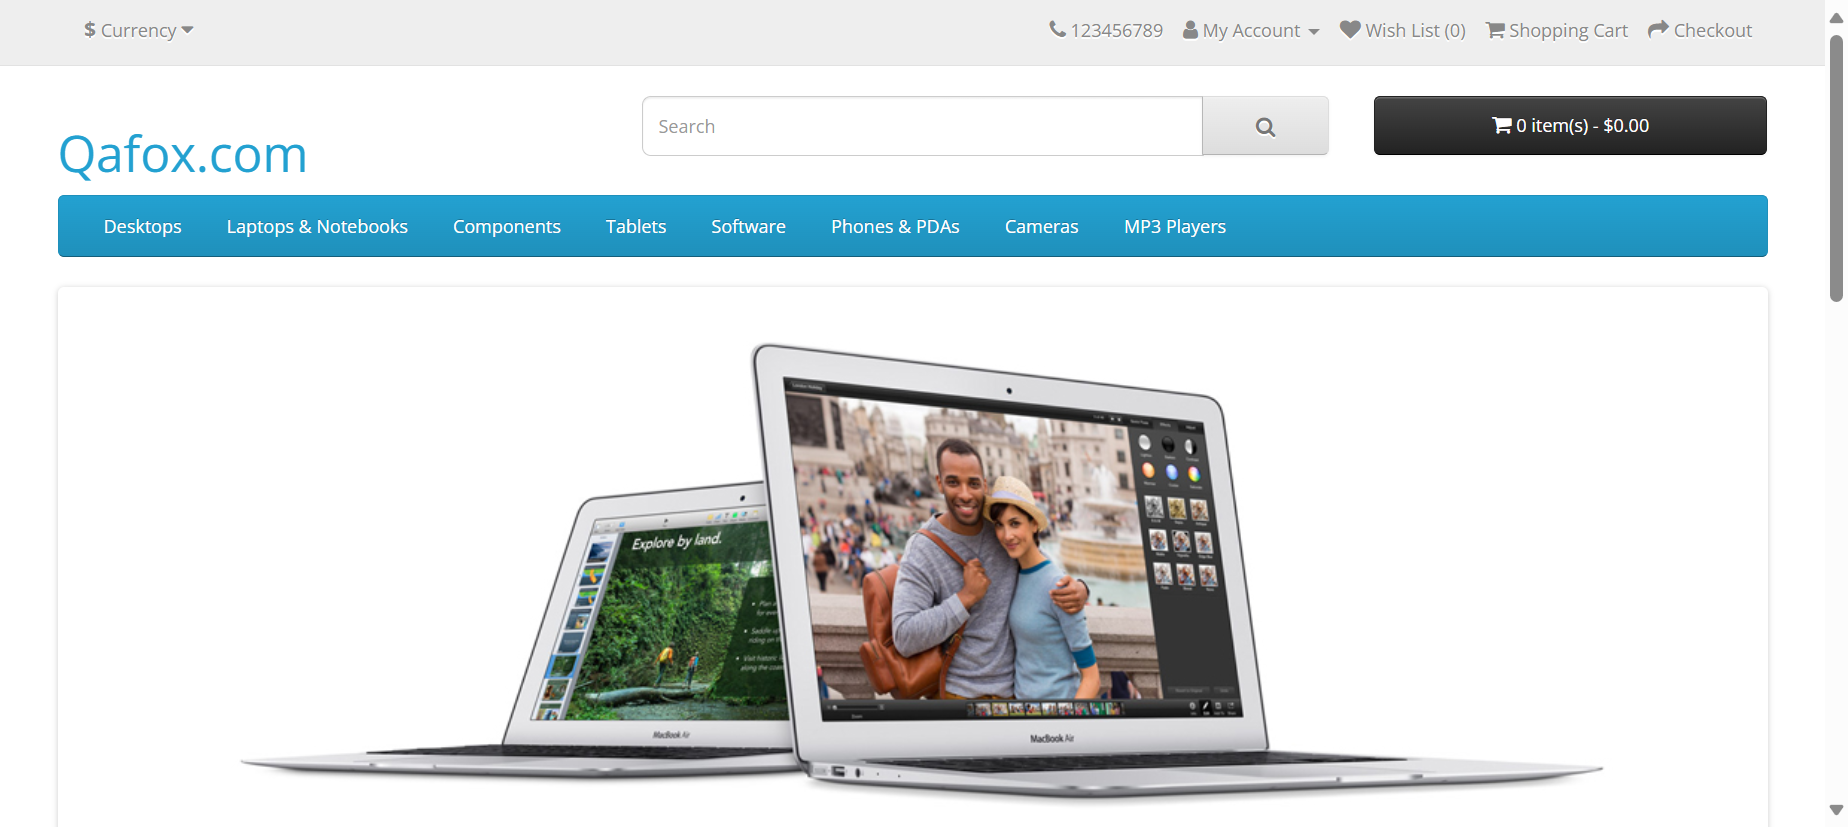 $ Currency
123456789 My Account Wish List (0) Shopping Cart Checkout
Qafox.com
Search
0 item(s) - $0.00
Desktops Laptops & Notebooks Components Tablets Software Phones & PDAs Cameras MP3 Players
Explore by land.
MacBook Air
MacBook Air